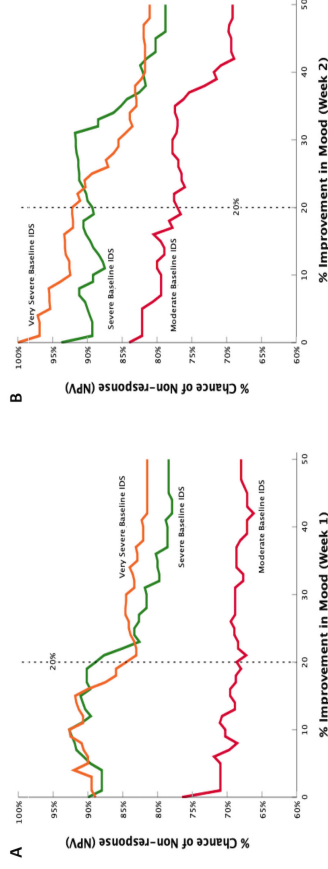 A
% Chance of Non-response (NPV)
100%
95%
90%
85%
80%
75%
70%
65%
60%
20%
Very Severe Baseline IDS
Severe Baseline IDS
Moderate Baseline IDS
0
10
20
30
40
50
% Improvement in Mood (Week 1)
B
% Chance of Non-response (NPV)
100%
95%
90%
85%
80%
75%
70%
65%
60%
Very Severe Baseline IDS
Severe Baseline IDS
Moderate Baseline IDS
20%
0
10
20
30
40
50
% Improvement in Mood (Week 2)